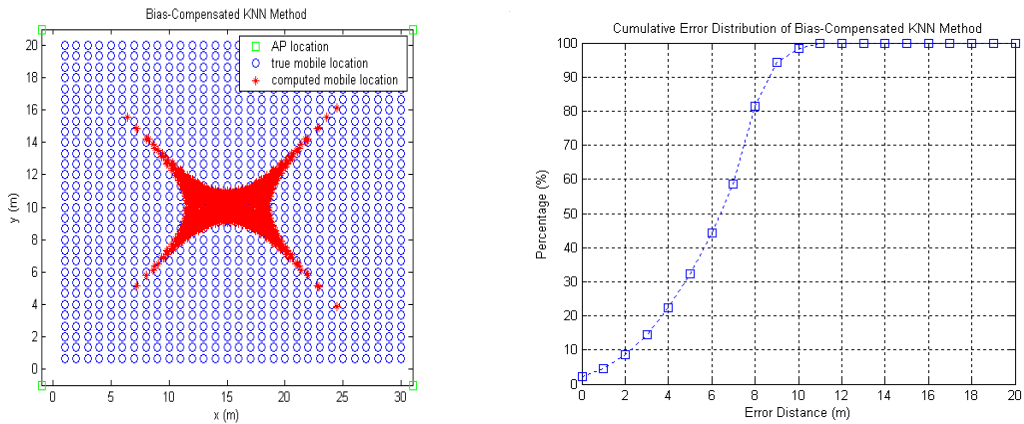 Bias-Compensated KNN Method
AP location
true mobile location
computed mobile location
20
18
16
14
12
10
8
6
4
2
0
y (m)
0 5 10 15 20 25 30
x (m)
Cumulative Error Distribution of Bias-Compensated KNN Method
100
90
80
70
60
50
40
30
20
10
0
Percentage (%)
0 2 4 6 8 10 12 14 16 18 20
Error Distance (m)